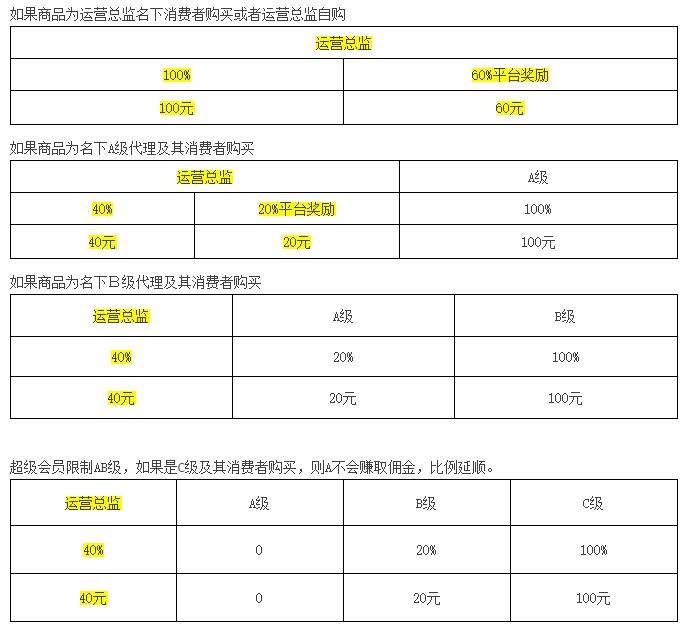 如果商品为运营总监名下消费者购买或者运营总监自购
运营总监
100% 60%平台奖励
100元 60元
如果商品为名下A级代理及其消费者购买
运营总监 A级
40% 20%平台奖励 100%
40元 20元 100元
如果商品为名下B级代理及其消费者购买
运营总监 A级 B级
40% 20% 100%
40元 20元 100元
超级会员限制AB级，如果是C级及其消费者购买，则A不会赚取佣金，比例延顺。
运营总监 A级 B级 C级
40% 0 20% 100%
40元 0 20元 100元